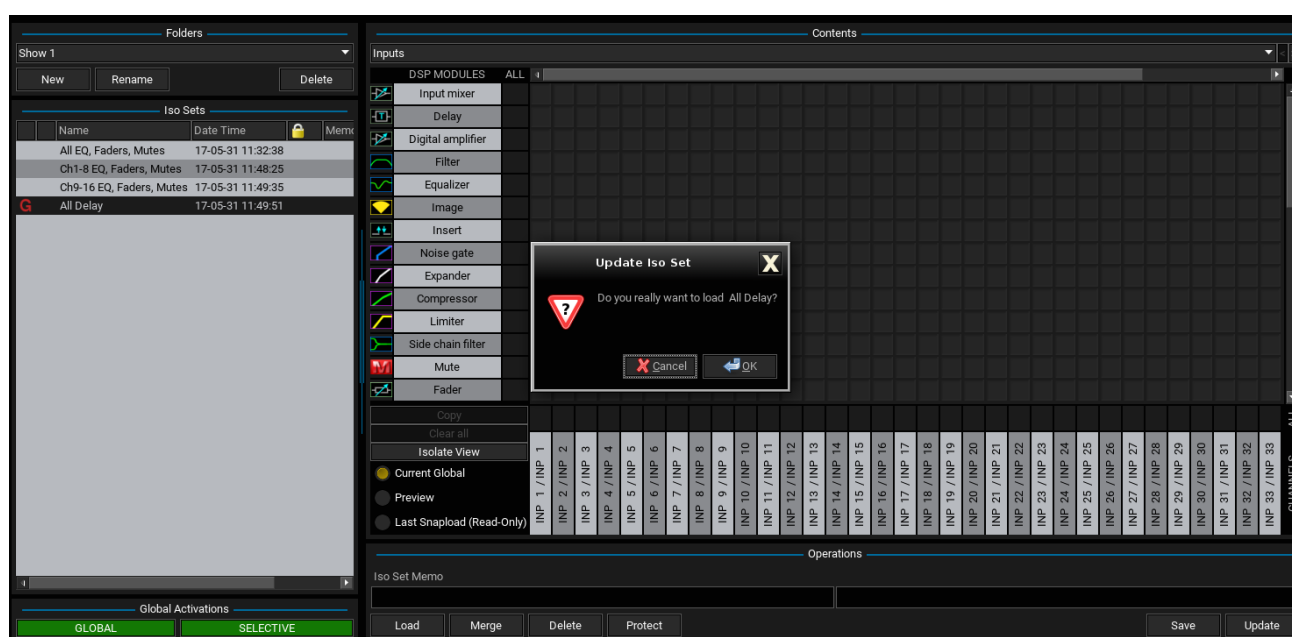 Folders
Show 1
New Rename Delete
Iso Sets
Name Date Time Memo
All EQ, Faders, Mutes 17-05-31 11:32:38
Ch1-8 EQ, Faders, Mutes 17-05-31 11:48:25
Ch9-16 EQ, Faders, Mutes 17-05-31 11:49:35
G All Delay 17-05-31 11:49:51
Global Activations
GLOBAL SELECTIVE
Contents
Inputs
DSP MODULES ALL
Input mixer
Delay
Digital amplifier
Filter
Equalizer
Image
Insert
Noise gate
Expander
Compressor
Limiter
Side chain filter
Mute
Fader
Copy
Clear all
Isolate View
Current Global
Preview
Last Snapload (Read-Only)
Update Iso Set X
Do you really want to load All Delay?
Cancel OK
INP 1 / INP 1
INP 2 / INP 2
INP 3 / INP 3
INP 4 / INP 4
INP 5 / INP 5
INP 6 / INP 6
INP 7 / INP 7
INP 8 / INP 8
INP 9 / INP 9
INP 10 / INP 10
INP 11 / INP 11
INP 12 / INP 12
INP 13 / INP 13
INP 14 / INP 14
INP 15 / INP 15
INP 16 / INP 16
INP 17 / INP 17
INP 18 / INP 18
INP 19 / INP 19
INP 20 / INP 20
INP 21 / INP 21
INP 22 / INP 22
INP 23 / INP 23
INP 24 / INP 24
INP 25 / INP 25
INP 26 / INP 26
INP 27 / INP 27
INP 28 / INP 28
INP 29 / INP 29
INP 30 / INP 30
INP 31 / INP 31
INP 32 / INP 32
INP 33 / INP 33
Operations
Iso Set Memo
Load Merge Delete Protect Save Update